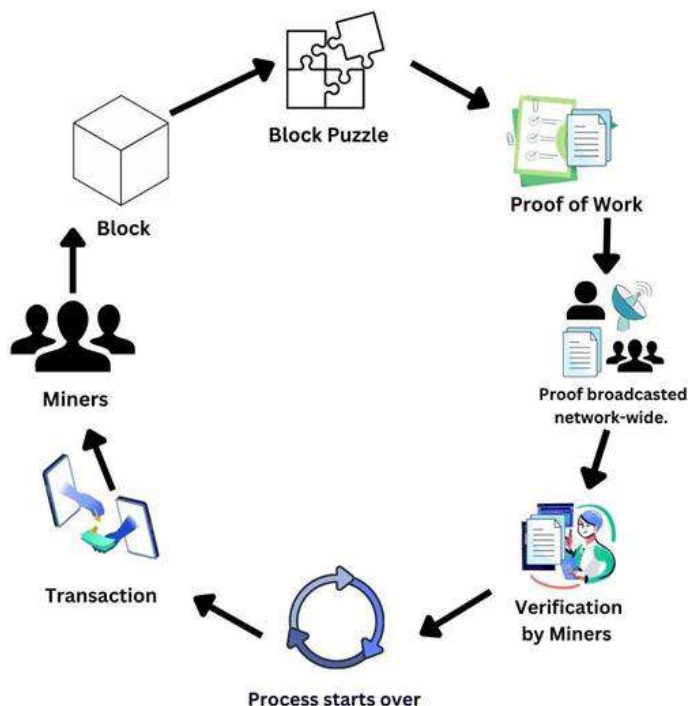 Block Puzzle
Proof of Work
Proof broadcasted
network-wide.
Verification
by Miners
Process starts over
Transaction
Miners
Block